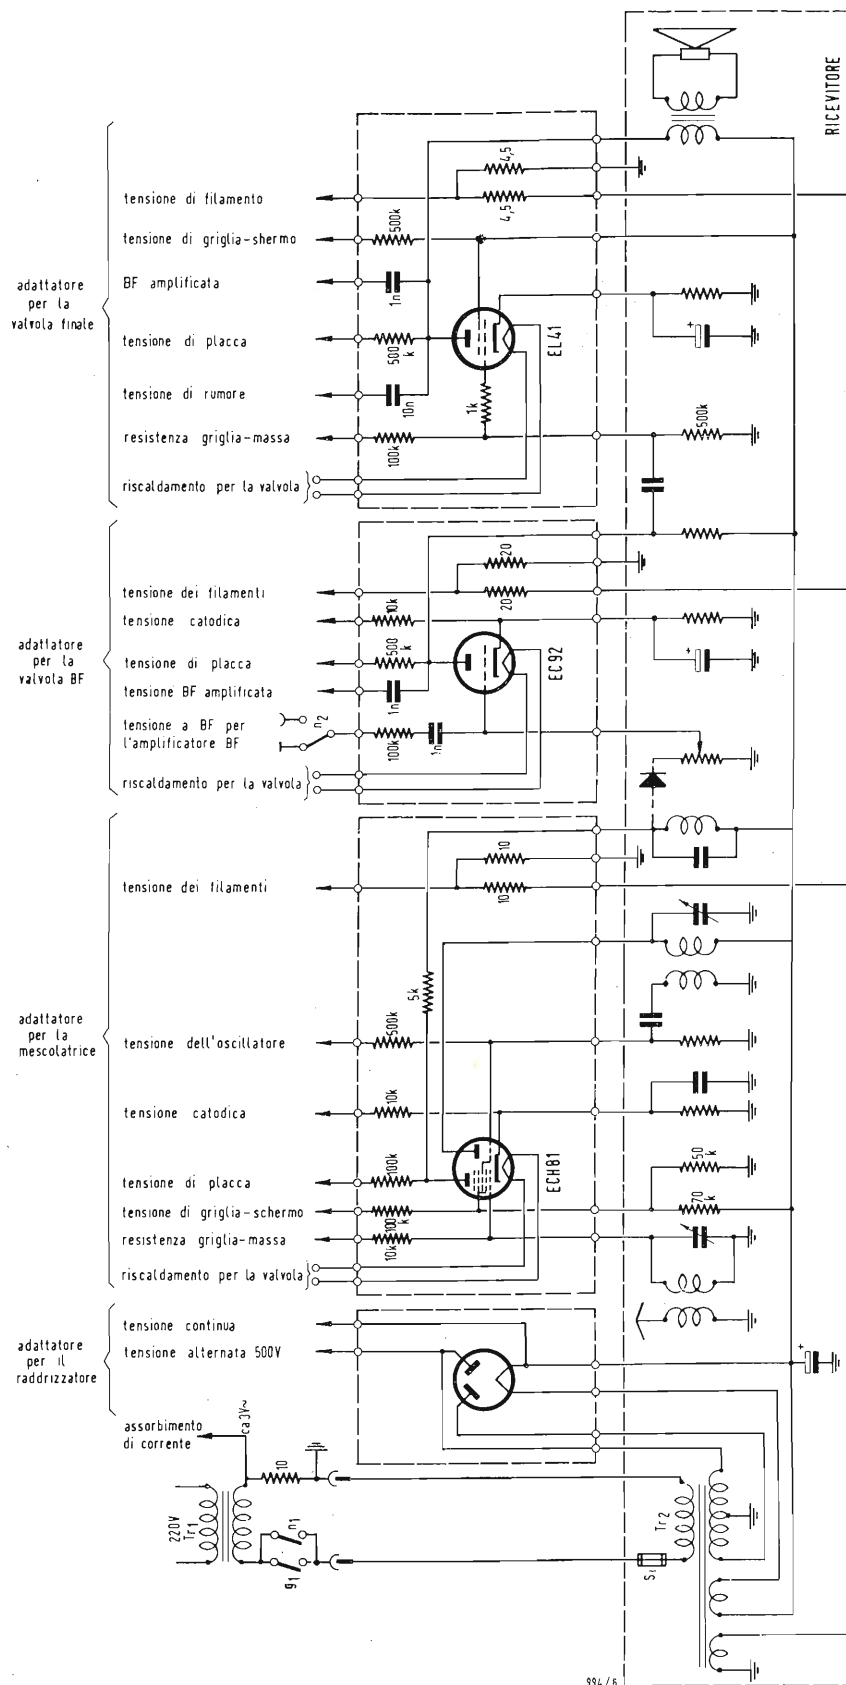 RICEVITORE
4,5
tensione di filamento
4,5
500k
tensione di griglia-shermo
BF amplificata
1n
adattatore
per la
valvola finale
tensione di placca
500
k
EL41
tensione di rumore
10n
1k
resistenza griglia-massa
100k
500k
riscaldamento per la valvola
20
tensione dei filamenti
20
tensione catodica
10k
adattatore
per la
valvola BF
tensione di placca
500
k
EC92
tensione BF amplificata
1n
tensione a BF per
l'amplificatore BF
n2
100k
1n
riscaldamento per la valvola
10
tensione dei filamenti
10
5k
adattatore
per la
mescolatrice
tensione dell'oscillatore
500k
tensione catodica
10k
ECH81
50
k
tensione di placca
100k
tensione di griglia-schermo
100
k
70
k
resistenza griglia-massa
10k
riscaldamento per la valvola
tensione continua
adattatore
per il
raddrizzatore
tensione alternata 500V
assorbimento
di corrente
ca3V~
10
220V
Tr1
n1
g1
Tr2
994/6